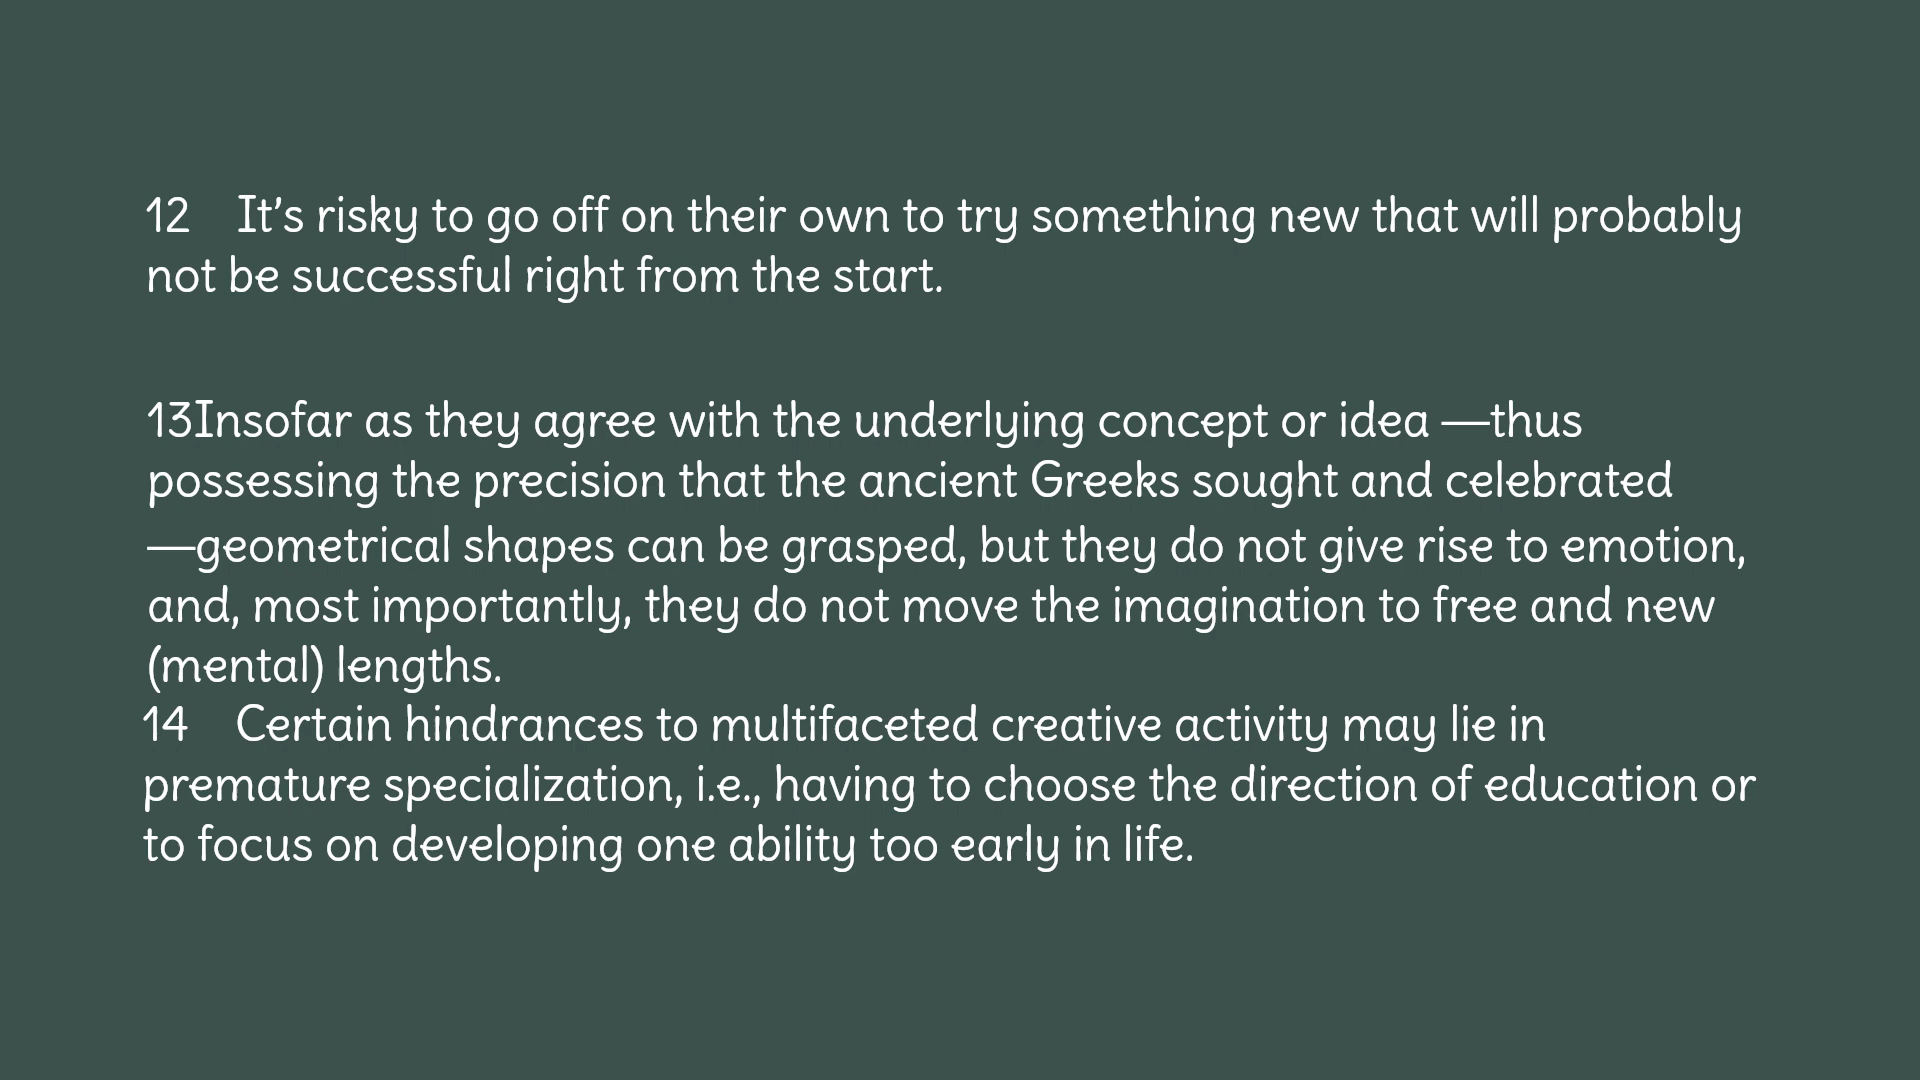 12    It’s risky to go off on their own to try something new that will probably
not be successful right from the start.
13Insofar as they agree with the underlying concept or idea —thus
possessing the precision that the ancient Greeks sought and celebrated
—geometrical shapes can be grasped, but they do not give rise to emotion,
and, most importantly, they do not move the imagination to free and new
(mental) lengths.
14    Certain hindrances to multifaceted creative activity may lie in
premature specialization, i.e., having to choose the direction of education or
to focus on developing one ability too early in life.